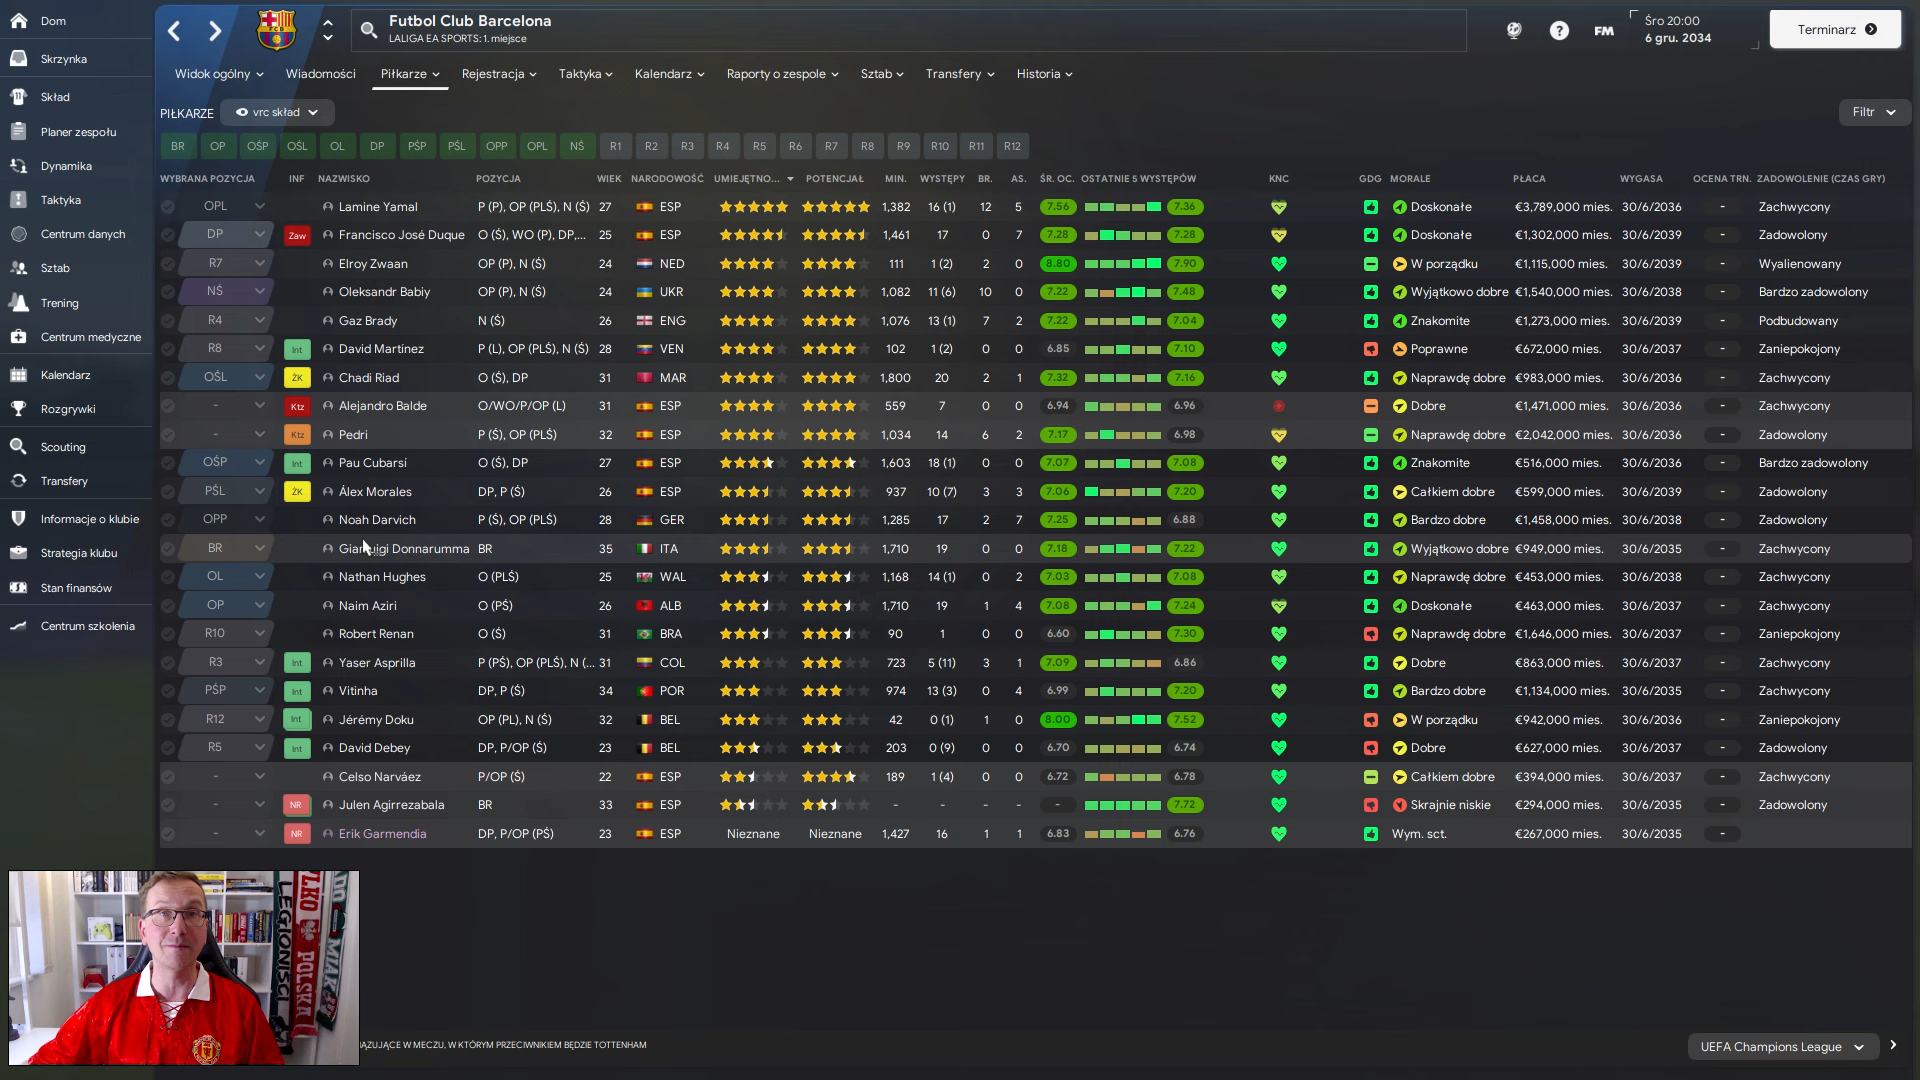 Dom
Skrzynka
Skład
Planer zespołu
Dynamika
Taktyka
Centrum danych
Sztab
Trening
Centrum medyczne
Kalendarz
Rozgrywki
Scouting
Transfery
Informacje o klubie
Strategia klubu
Stan finansów
Centrum szkolenia
Futbol Club Barcelona
LALIGA EA SPORTS: 1. miejsce
FM
Śro 20:00
6 gru. 2034
Terminarz
Widok ogólny Wiadomości Piłkarze Rejestracja Taktyka Kalendarz Raporty o zespole Sztab Transfery Historia
PIŁKARZE vrc skład Filtr
BR OP OŚP OŚL OL DP PŚP PŚL OPP OPL NŚ R1 R2 R3 R4 R5 R6 R7 R8 R9 R10 R11 R12
WYBRANA POZYCJA INF NAZWISKO POZYCJA WIEK NARODOWOŚĆ UMIEJĘTNO... POTENCJAŁ MIN. WYSTĘPY BR. AS. ŚR. OC. OSTATNIE 5 WYSTĘPÓW KNC GDG MORALE PŁACA WYGASA OCENA TRN. ZADOWOLENIE (CZAS GRY)
OPL Lamine Yamal P (P), OP (PLŚ), N (Ś) 27 ESP 1,382 16 (1) 12 5 7.56 7.36 Doskonałe €3,789,000 mies. 30/6/2036 - Zachwycony
DP Zaw Francisco José Duque O (Ś), WO (P), DP,... 25 ESP 1,461 17 0 7 7.28 7.28 Doskonałe €1,302,000 mies. 30/6/2039 - Zadowolony
R7 Elroy Zwaan OP (P), N (Ś) 24 NED 111 1 (2) 2 0 8.80 7.90 W porządku €1,115,000 mies. 30/6/2039 - Wyalienowany
NŚ Oleksandr Babiy OP (P), N (Ś) 24 UKR 1,082 11 (6) 10 0 7.22 7.48 Wyjątkowo dobre €1,540,000 mies. 30/6/2038 - Bardzo zadowolony
R4 Gaz Brady N (Ś) 26 ENG 1,076 13 (1) 7 2 7.22 7.04 Znakomite €1,273,000 mies. 30/6/2039 - Podbudowany
R8 Int David Martínez P (L), OP (PLŚ), N (Ś) 28 VEN 102 1 (2) 0 0 6.85 7.10 Poprawne €672,000 mies. 30/6/2037 - Zaniepokojony
OŚL ŻK Chadi Riad O (Ś), DP 31 MAR 1,800 20 2 1 7.32 7.16 Naprawdę dobre €983,000 mies. 30/6/2036 - Zachwycony
- Ktz Alejandro Balde O/WO/P/OP (L) 31 ESP 559 7 0 0 6.94 6.96 Dobre €1,471,000 mies. 30/6/2036 - Zachwycony
- Ktz Pedri P (Ś), OP (PLŚ) 32 ESP 1,034 14 6 2 7.17 6.98 Naprawdę dobre €2,042,000 mies. 30/6/2036 - Zadowolony
OŚP Int Pau Cubarsí O (Ś), DP 27 ESP 1,603 18 (1) 0 0 7.07 7.08 Znakomite €516,000 mies. 30/6/2036 - Bardzo zadowolony
PŚL ŻK Álex Morales DP, P (Ś) 26 ESP 937 10 (7) 3 3 7.06 7.20 Całkiem dobre €599,000 mies. 30/6/2039 - Zadowolony
OPP Noah Darvich P (Ś), OP (PLŚ) 28 GER 1,285 17 2 7 7.25 6.88 Bardzo dobre €1,458,000 mies. 30/6/2038 - Zadowolony
BR Gianluigi Donnarumma BR 35 ITA 1,710 19 0 0 7.18 7.22 Wyjątkowo dobre €949,000 mies. 30/6/2035 - Zachwycony
OL Nathan Hughes O (PLŚ) 25 WAL 1,168 14 (1) 0 2 7.03 7.08 Naprawdę dobre €453,000 mies. 30/6/2038 - Zachwycony
OP Naim Aziri O (PŚ) 26 ALB 1,710 19 1 4 7.08 7.24 Doskonałe €463,000 mies. 30/6/2037 - Zachwycony
R10 Robert Renan O (Ś) 31 BRA 90 1 0 0 6.60 7.30 Naprawdę dobre €1,646,000 mies. 30/6/2037 - Zaniepokojony
R3 Int Yaser Asprilla P (PŚ), OP (PLŚ), N (... 31 COL 723 5 (11) 3 1 7.09 6.86 Dobre €863,000 mies. 30/6/2037 - Zachwycony
PŚP Int Vitinha DP, P (Ś) 34 POR 974 13 (3) 0 4 6.99 7.20 Bardzo dobre €1,134,000 mies. 30/6/2035 - Zachwycony
R12 Int Jérémy Doku OP (PL), N (Ś) 32 BEL 42 0 (1) 1 0 8.00 7.52 W porządku €942,000 mies. 30/6/2036 - Zaniepokojony
R5 Int David Debey DP, P/OP (Ś) 23 BEL 203 0 (9) 0 0 6.70 6.74 Dobre €627,000 mies. 30/6/2037 - Zadowolony
- Celso Narváez P/OP (Ś) 22 ESP 189 1 (4) 0 0 6.72 6.78 Całkiem dobre €394,000 mies. 30/6/2037 - Zachwycony
- NR Julen Agirrezabala BR 33 ESP - - - - - 7.72 Skrajnie niskie €294,000 mies. 30/6/2035 - Zadowolony
- NR Erik Garmendia DP, P/OP (PŚ) 23 ESP Nieznane Nieznane 1,427 16 1 1 6.83 6.76 Wym. sct. €267,000 mies. 30/6/2035 -
LEGIONIŚCI
YLKO
POLSKA
DO
MIAK
ĄZUJĄCE W MECZU, W KTÓRYM PRZECIWNIKIEM BĘDZIE TOTTENHAM
UEFA Champions League